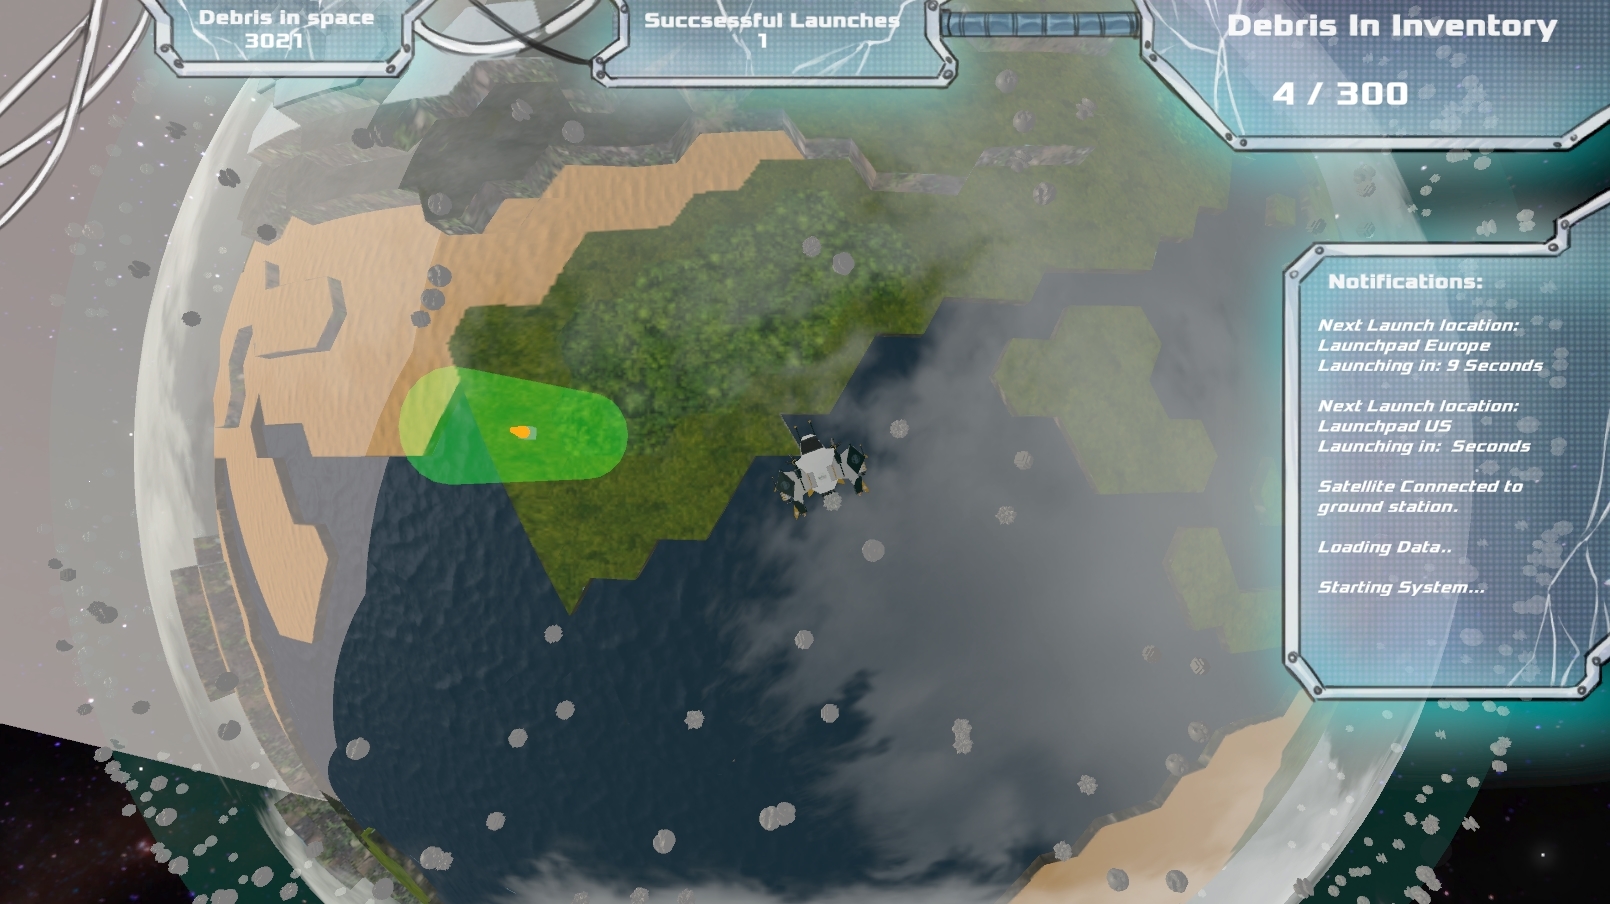 Debris in space
3021
Succsessful Launches
1
Debris In Inventory
4 / 300
Notifications:
Next Launch location:
Launchpad Europe
Launching in: 9 Seconds
Next Launch location:
Launchpad US
Launching in:  Seconds
Satellite Connected to
ground station.
Loading Data..
Starting System...